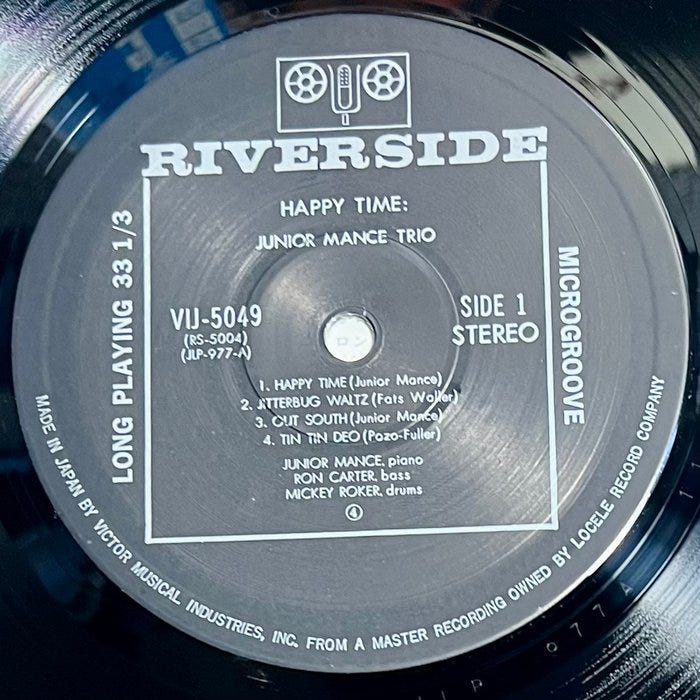 RIVERSIDE
HAPPY TIME:
JUNIOR MANCE TRIO
VIJ-5049
(RS-5004)
(JLP-977-A)
SIDE 1
STEREO
LONG PLAYING 33 1/3
MICROGROOVE
1. HAPPY TIME (Junior Mance)
2. JITTERBUG WALTZ (Fats Waller)
3. OUT SOUTH (Junior Mance)
4. TIN TIN DEO (Pozo-Fuller)
JUNIOR MANCE, piano
RON CARTER, bass
MICKEY ROKER, drums
④
MADE IN JAPAN BY VICTOR MUSICAL INDUSTRIES, INC. FROM A MASTER RECORDING OWNED BY LOCELE RECORD COMPANY
977 A